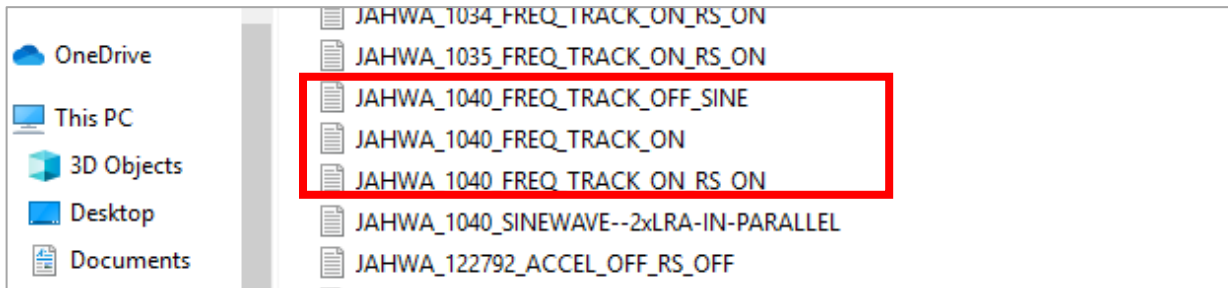 OneDrive
This PC
3D Objects
Desktop
Documents
JAHWA_1034_FREQ_TRACK_ON_RS_ON
JAHWA_1035_FREQ_TRACK_ON_RS_ON
JAHWA_1040_FREQ_TRACK_OFF_SINE
JAHWA_1040_FREQ_TRACK_ON
JAHWA_1040_FREQ_TRACK_ON_RS_ON
JAHWA_1040_SINEWAVE--2xLRA-IN-PARALLEL
JAHWA_122792_ACCEL_OFF_RS_OFF